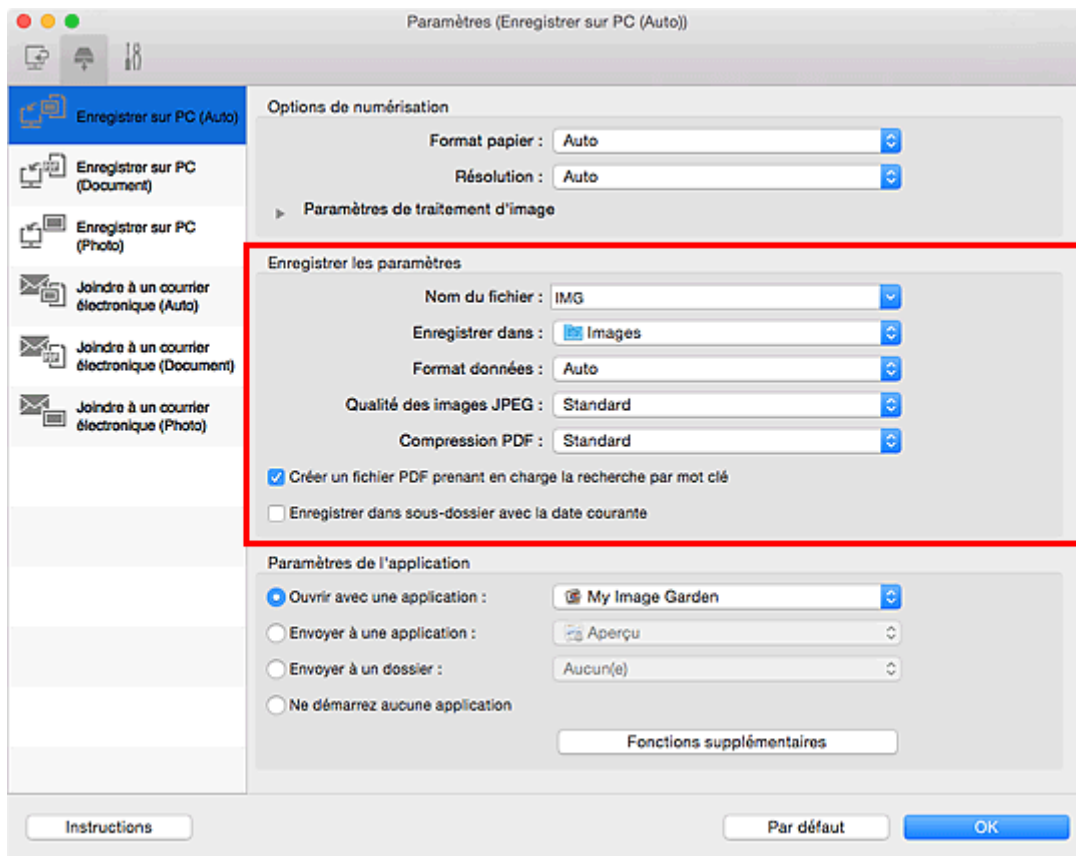 Paramètres (Enregistrer sur PC (Auto))
Enregistrer sur PC (Auto)
Enregistrer sur PC
(Document)
Enregistrer sur PC
(Photo)
Joindre à un courrier
électronique (Auto)
Joindre à un courrier
électronique (Document)
Joindre à un courrier
électronique (Photo)
Options de numérisation
Format papier : Auto
Résolution : Auto
Paramètres de traitement d'image
Enregistrer les paramètres
Nom du fichier : IMG
Enregistrer dans : Images
Format données : Auto
Qualité des images JPEG : Standard
Compression PDF : Standard
Créer un fichier PDF prenant en charge la recherche par mot clé
Enregistrer dans sous-dossier avec la date courante
Paramètres de l'application
Ouvrir avec une application : My Image Garden
Envoyer à une application : Aperçu
Envoyer à un dossier : Aucun(e)
Ne démarrez aucune application
Fonctions supplémentaires
Instructions
Par défaut
OK